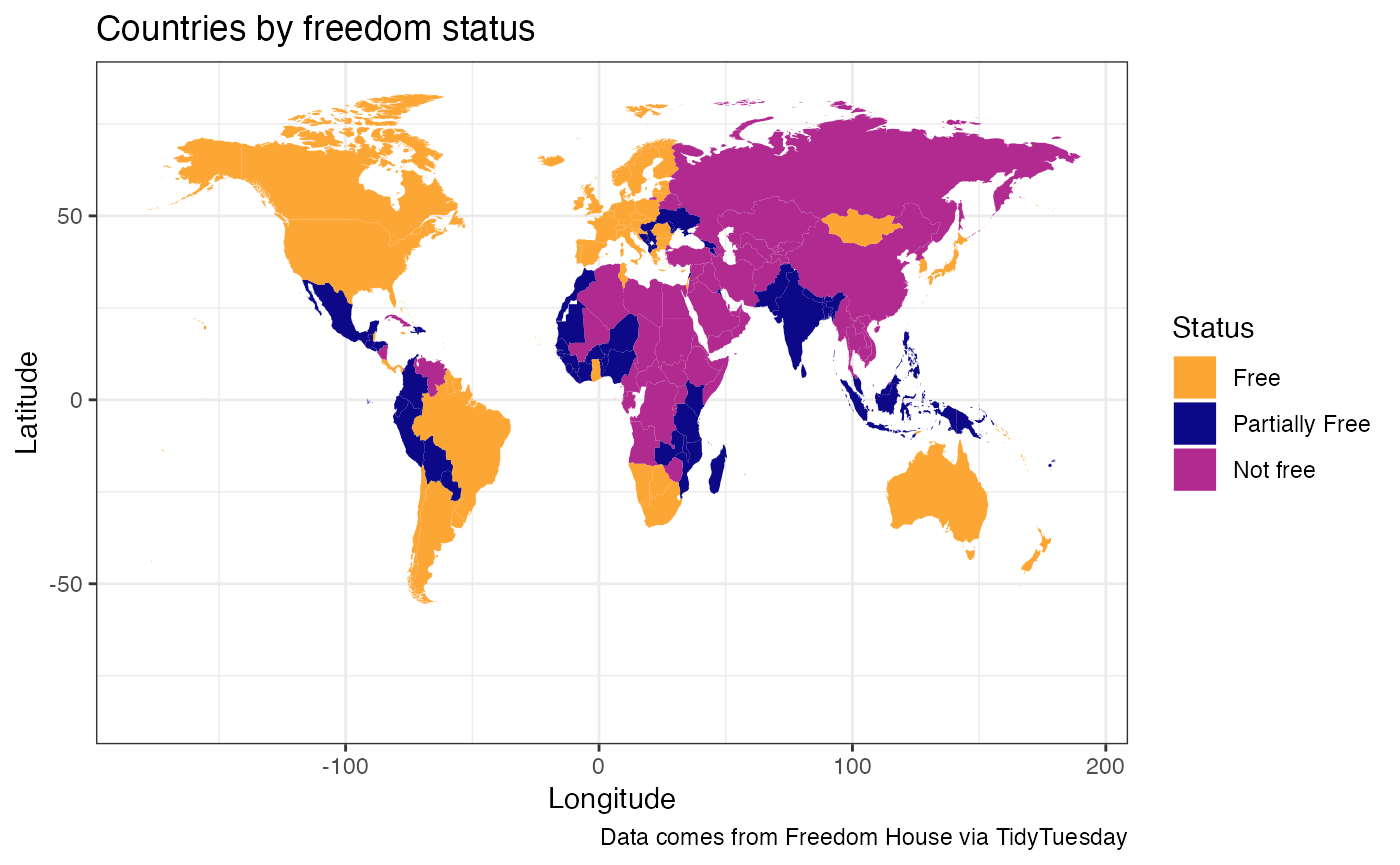 Countries by freedom status
Latitude
50
0
-50
-100
0
100
200
Longitude
Status
Free
Partially Free
Not free
Data comes from Freedom House via TidyTuesday